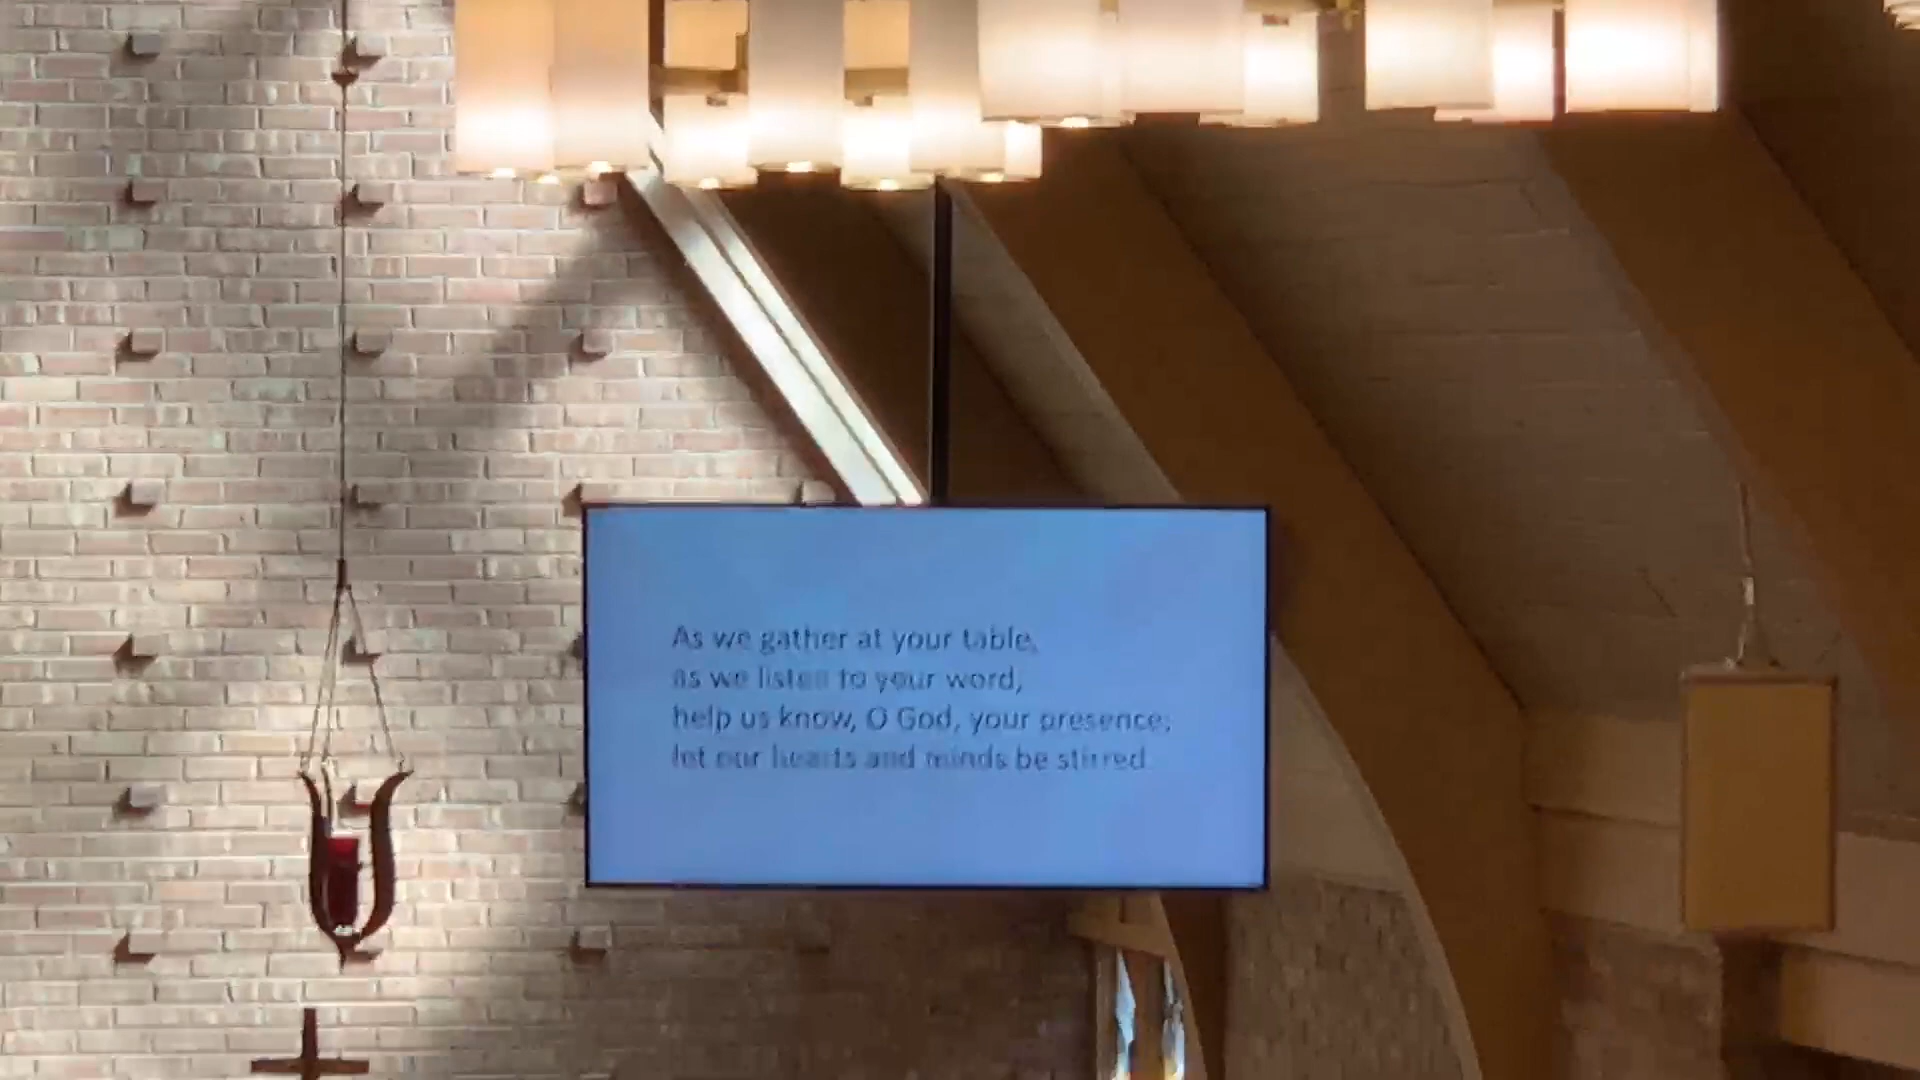 As we gather at your table,
as we listen to your word,
help us know, O God, your presence;
let our hearts and minds be stirred.